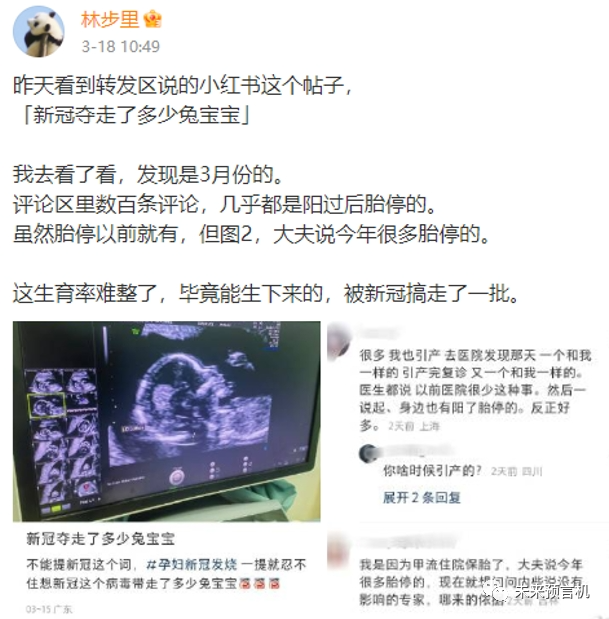 林步里
3-18 10:49
昨天看到转发区说的小红书这个帖子，
「新冠夺走了多少兔宝宝」
我去看了看，发现是3月份的。
评论区里数百条评论，几乎都是阳过后胎停的。
虽然胎停以前就有，但图2，大夫说今年很多胎停的。
这生育率难整了，毕竟能生下来的，被新冠搞走了一批。
新冠夺走了多少兔宝宝
不能提新冠这个词，#孕妇新冠发烧 一提就忍不
住想新冠这个病毒带走了多少兔宝宝
03-15 广东
很多 我也引产 去医院发现那天 一个和我
一样的 引产完复诊 又一个和我一样的。
医生都说 以前医院很少这种事。然后一
说起、身边也有阳了胎停的。反正好
多。 2天前 上海
你啥时候引产的？ 2天前 四川
展开 2 条回复
我是因为甲流住院保胎了，大夫说今年
很多胎停的。现在就想问问内些说没有
影响的专家，哪来的依据 2天前 吉林
未来预言机